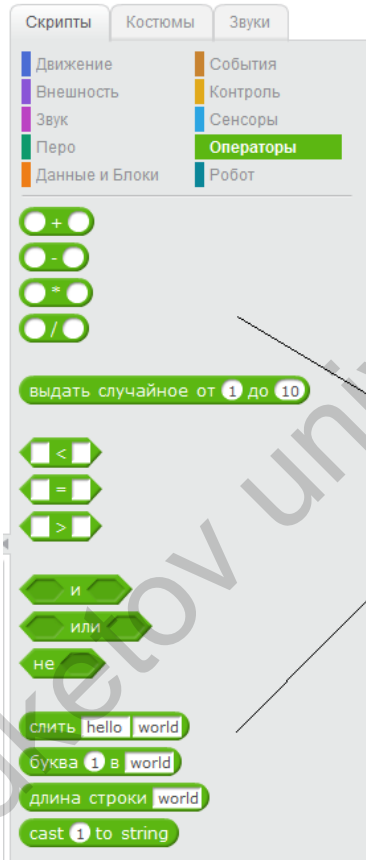 Скрипты Костюмы Звуки
Движение События
Внешность Контроль
Звук Сенсоры
Перо Операторы
Данные и Блоки Робот
+
-
*
/
выдать случайное от 1 до 10
<
=
>
и
или
не
слить hello world
буква 1 в world
длина строки world
cast 1 to string